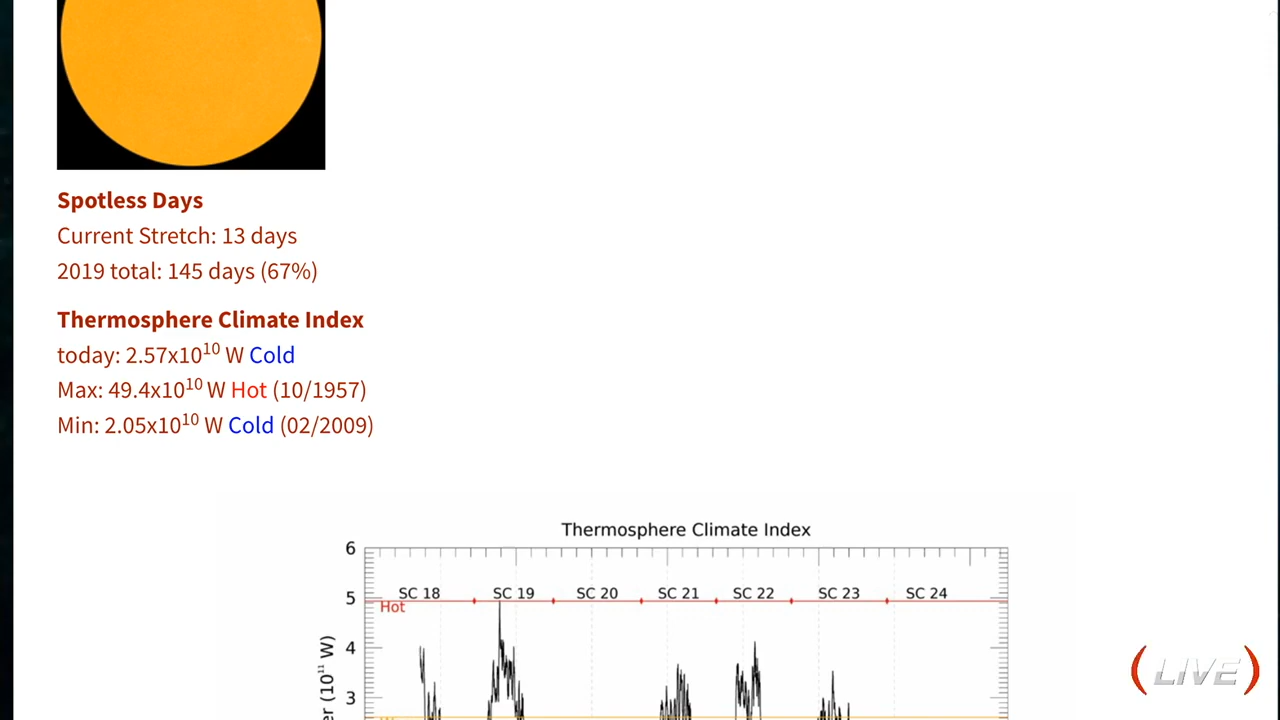 Spotless Days
Current Stretch: 13 days
2019 total: 145 days (67%)
Thermosphere Climate Index
today: 2.57x10¹⁰ W Cold
Max: 49.4x10¹⁰ W Hot (10/1957)
Min: 2.05x10¹⁰ W Cold (02/2009)
Thermosphere Climate Index
6
SC 18 SC 19 SC 20 SC 21 SC 22 SC 23 SC 24
5
Hot
4
3
(10¹¹ W)
(LIVE)